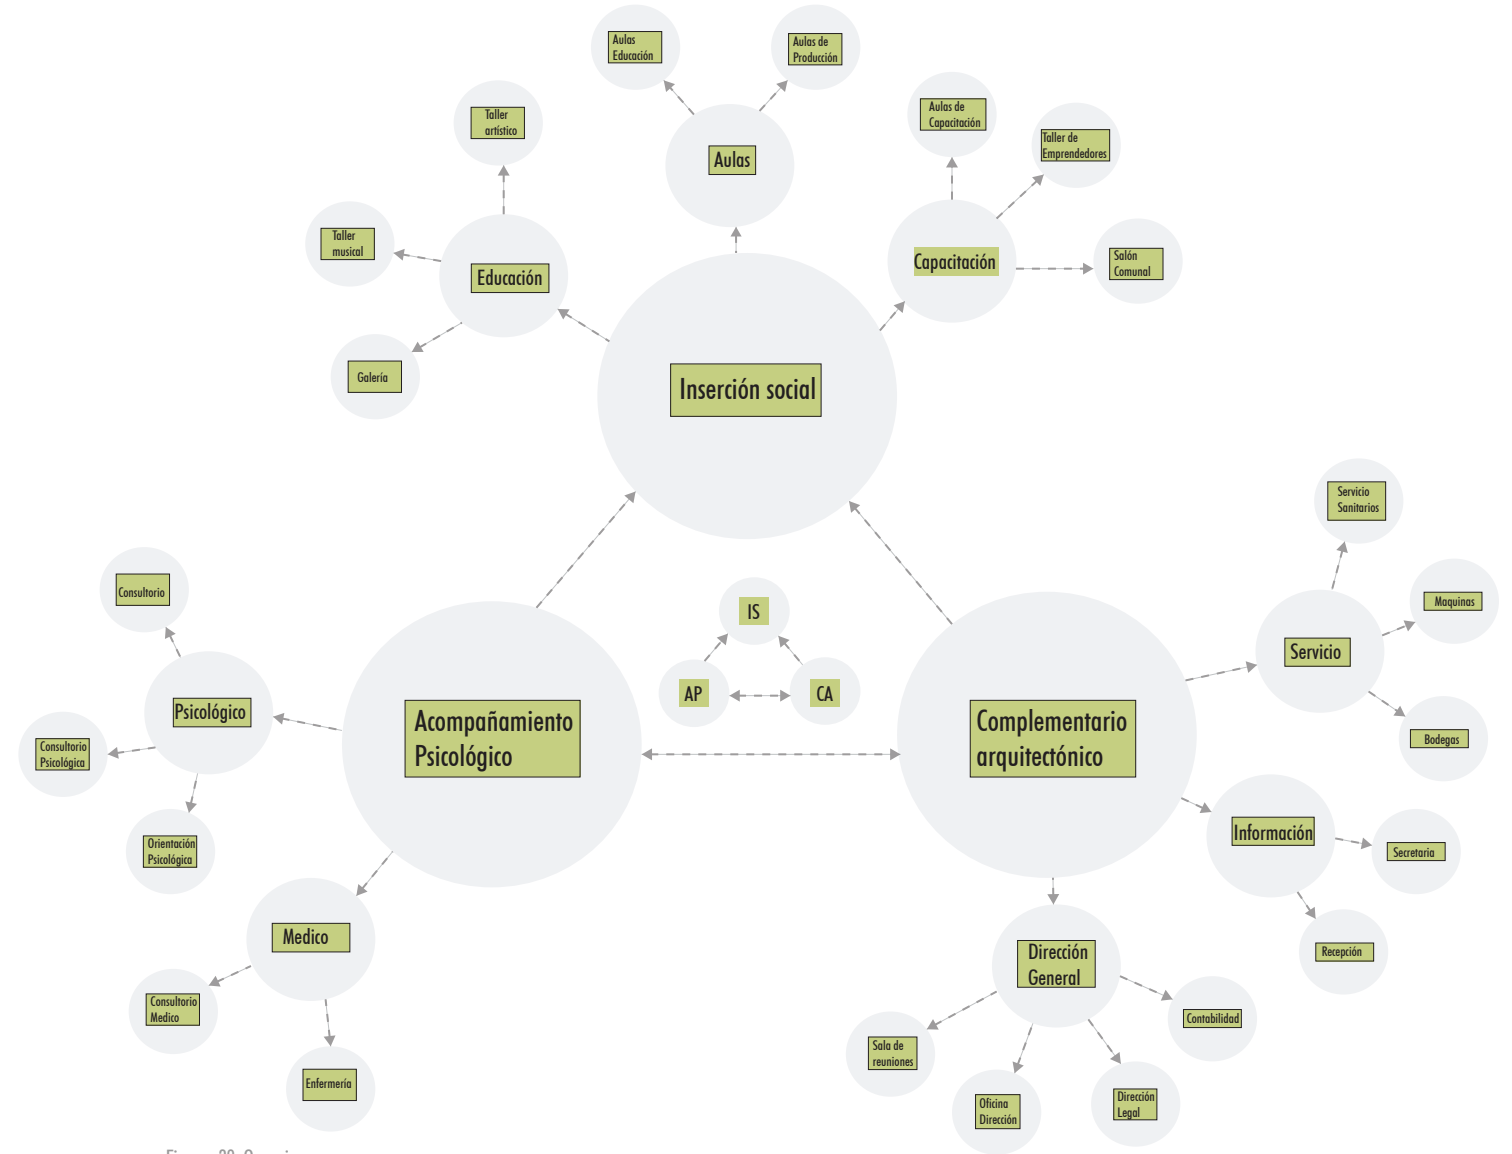 Aulas
Educación
Aulas de
Producción
Taller
artístico
Aulas de
Capacitación
Taller de
Emprendedores
Aulas
Taller
musical
Educación
Capacitación
Salón
Comunal
Galería
Inserción social
Servicio
Sanitarios
Consultorio
IS
Maquinas
Servicio
AP
CA
Psicológico
Acompañamiento
Psicológico
Complementario
arquitectónico
Bodegas
Consultorio
Psicológica
Orientación
Psicológica
Información
Secretaria
Medico
Dirección
General
Recepción
Consultorio
Medico
Contabilidad
Sala de
reuniones
Enfermería
Oficina
Dirección
Dirección
Legal